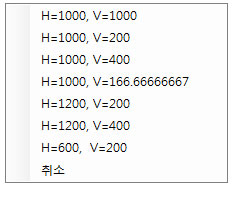 H=1000, V=1000
H=1000, V=200
H=1000, V=400
H=1000, V=166.66666667
H=1200, V=200
H=1200, V=400
H=600,  V=200
취소